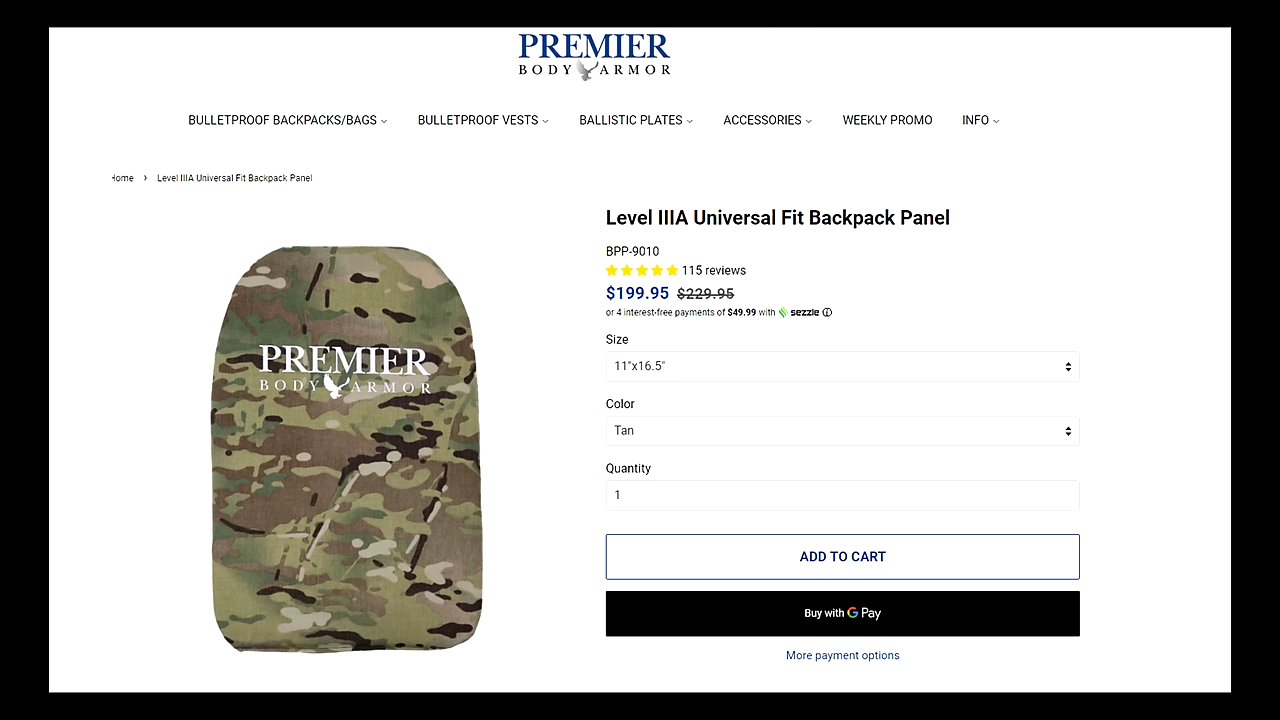 PREMIER
BODY ARMOR
BULLETPROOF BACKPACKS/BAGS BULLETPROOF VESTS BALLISTIC PLATES ACCESSORIES WEEKLY PROMO INFO
Home › Level IIIA Universal Fit Backpack Panel
Level IIIA Universal Fit Backpack Panel
BPP-9010
115 reviews
$199.95 $229.95
or 4 interest-free payments of $49.99 with sezzle
Size
11"x16.5"
Color
Tan
Quantity
1
ADD TO CART
Buy with G Pay
More payment options
PREMIER
BODY ARMOR